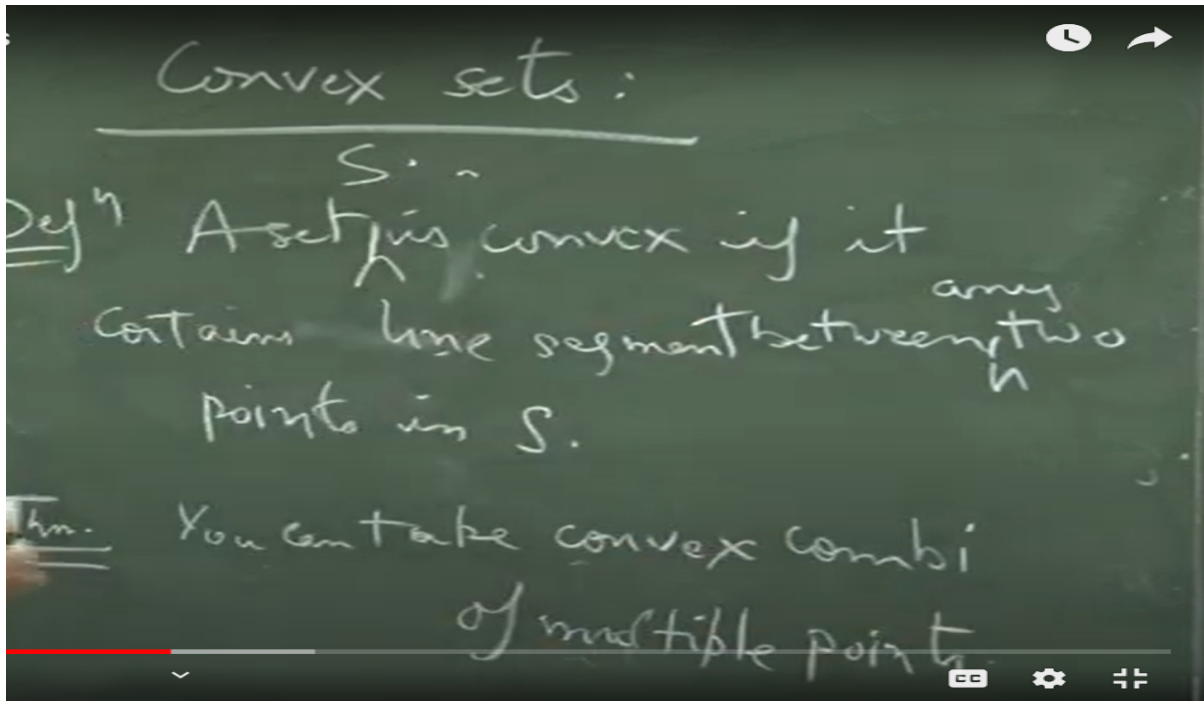 Convex sets :
Defⁿ A set S is convex if it
contains line segment between any two
points in S.
Thm. You can take convex combi
of multiple points.
CC